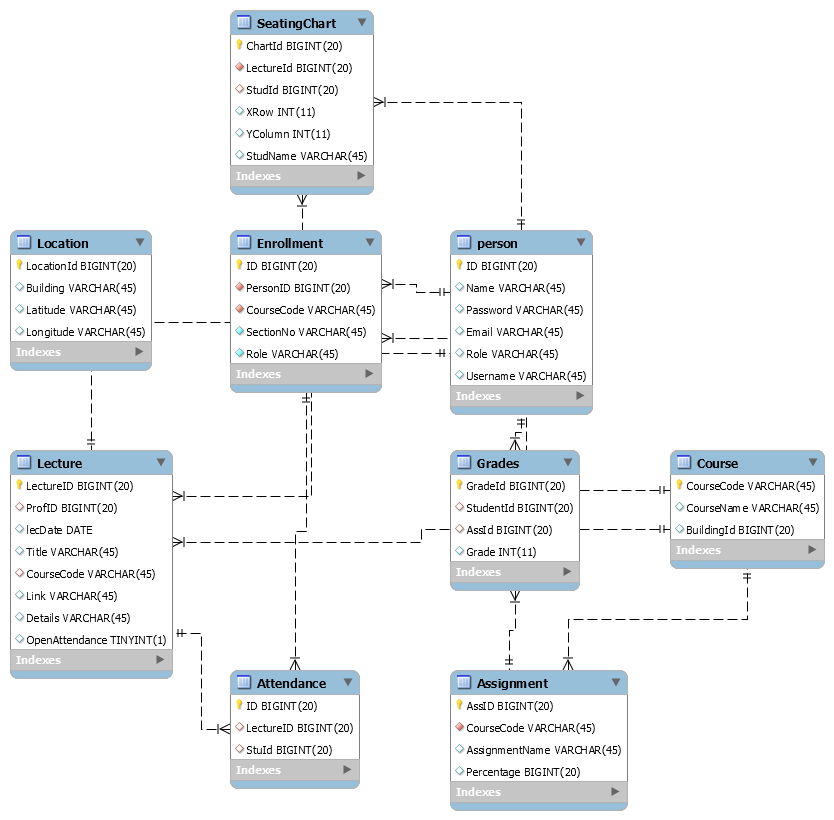 SeatingChart
ChartId BIGINT(20)
LectureId BIGINT(20)
StudId BIGINT(20)
XRow INT(11)
YColumn INT(11)
StudName VARCHAR(45)
Indexes
Location
LocationId BIGINT(20)
Building VARCHAR(45)
Latitude VARCHAR(45)
Longitude VARCHAR(45)
Indexes
Enrollment
ID BIGINT(20)
PersonID BIGINT(20)
CourseCode VARCHAR(45)
SectionNo VARCHAR(45)
Role VARCHAR(45)
Indexes
person
ID BIGINT(20)
Name VARCHAR(45)
Password VARCHAR(45)
Email VARCHAR(45)
Role VARCHAR(45)
Username VARCHAR(45)
Indexes
Lecture
LectureID BIGINT(20)
ProfID BIGINT(20)
lecDate DATE
Title VARCHAR(45)
CourseCode VARCHAR(45)
Link VARCHAR(45)
Details VARCHAR(45)
OpenAttendance TINYINT(1)
Indexes
Grades
GradeId BIGINT(20)
StudentId BIGINT(20)
AssId BIGINT(20)
Grade INT(11)
Indexes
Course
CourseCode VARCHAR(45)
CourseName VARCHAR(45)
BuildingId BIGINT(20)
Indexes
Attendance
ID BIGINT(20)
LectureID BIGINT(20)
StuId BIGINT(20)
Indexes
Assignment
AssID BIGINT(20)
CourseCode VARCHAR(45)
AssignmentName VARCHAR(45)
Percentage BIGINT(20)
Indexes